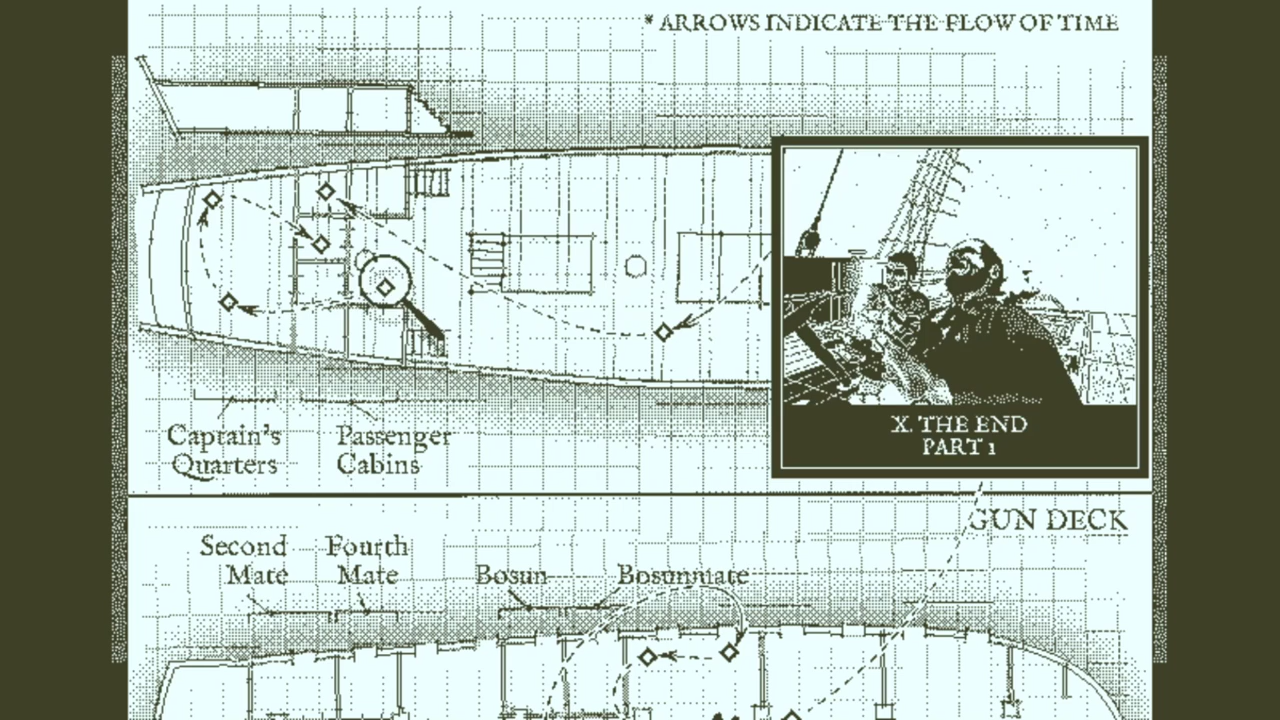 * ARROWS INDICATE THE FLOW OF TIME
X. THE END
PART 1
Captain's
Quarters
Passenger
Cabins
GUN DECK
Second
Mate
Fourth
Mate
Bosun
Bosunmate